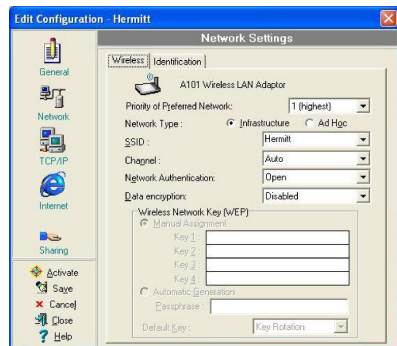 Edit Configuration - Hermitt
Network Settings
General
Network
TCP/IP
Internet
Sharing
Activate
Save
Cancel
Close
Help
Wireless Identification
A101 Wireless LAN Adaptor
Priority of Preferred Network: 1 (highest)
Network Type : Infrastructure Ad Hoc
SSID : Hermitt
Channel : Auto
Network Authentication: Open
Data encryption: Disabled
Wireless Network Key (WEP)
Manual Assignment
Key 1 :
Key 2 :
Key 3 :
Key 4 :
Automatic Generation
Passphrase :
Default Key : Key Rotation